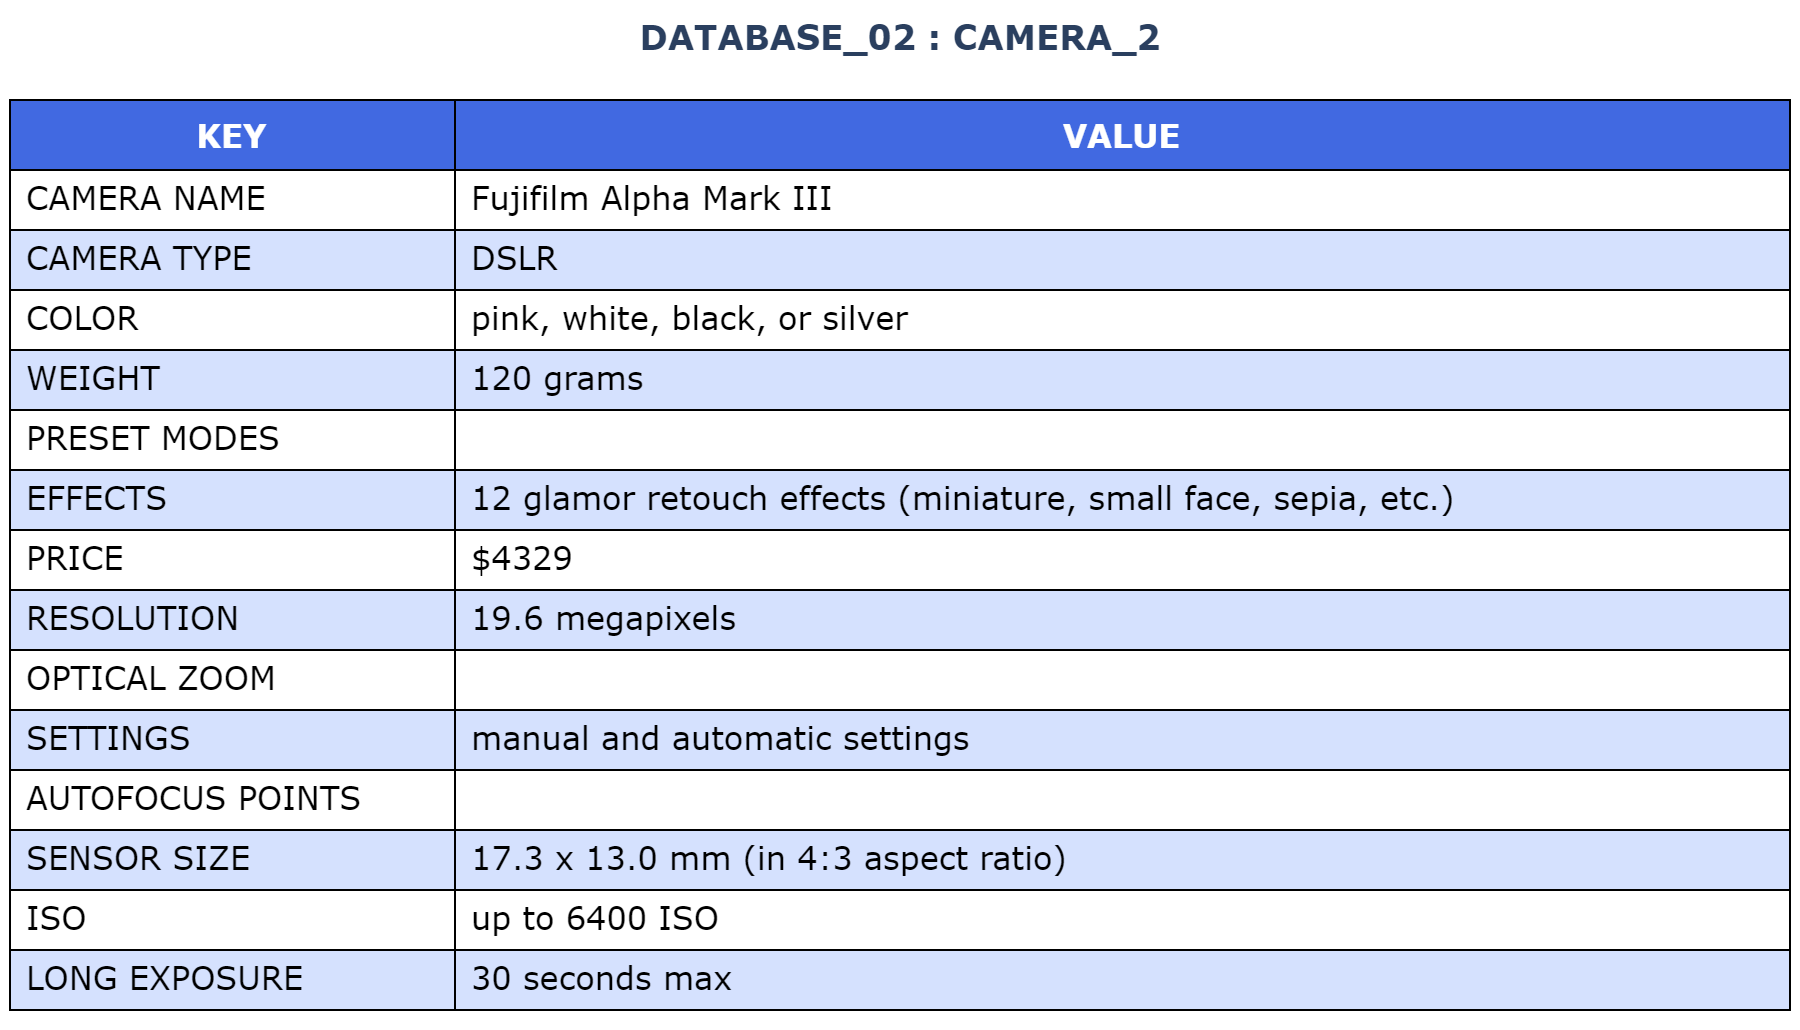 DATABASE_02 : CAMERA_2
KEY VALUE
CAMERA NAME Fujifilm Alpha Mark III
CAMERA TYPE DSLR
COLOR pink, white, black, or silver
WEIGHT 120 grams
PRESET MODES
EFFECTS 12 glamor retouch effects (miniature, small face, sepia, etc.)
PRICE $4329
RESOLUTION 19.6 megapixels
OPTICAL ZOOM
SETTINGS manual and automatic settings
AUTOFOCUS POINTS
SENSOR SIZE 17.3 x 13.0 mm (in 4:3 aspect ratio)
ISO up to 6400 ISO
LONG EXPOSURE 30 seconds max